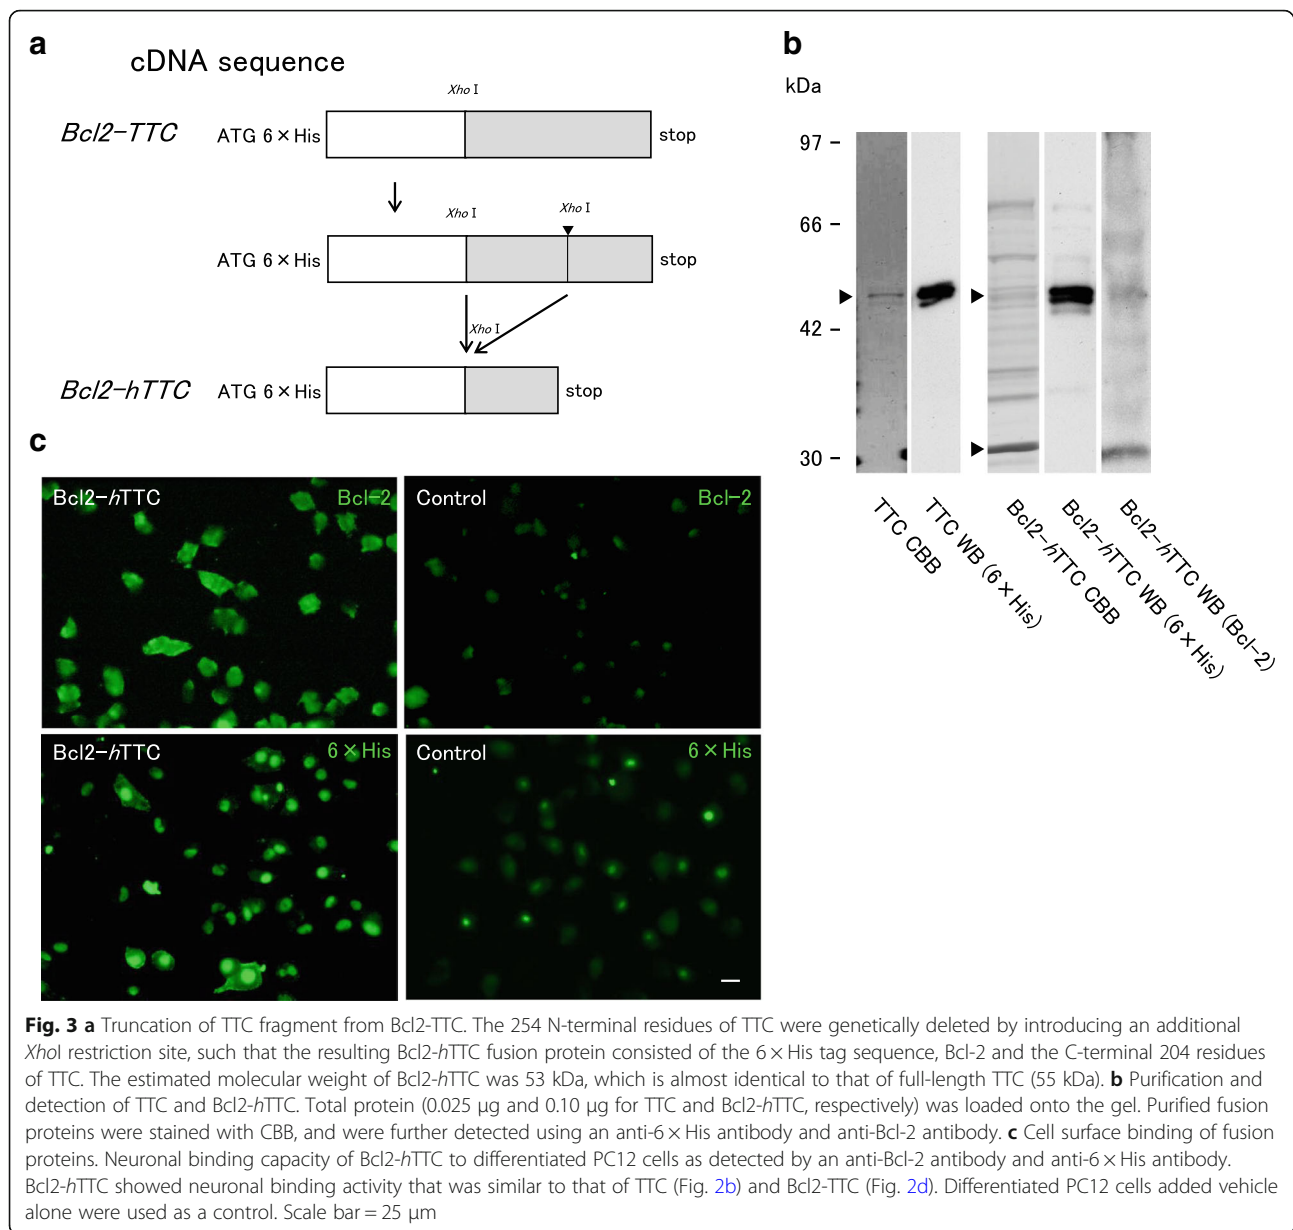 a
cDNA sequence
Xho I
Bcl2-TTC ATG 6×His stop
Xho I Xho I
ATG 6×His stop
Xho I
Bcl2-hTTC ATG 6×His stop
b
kDa
97
66
42
30
TTC CBB
TTC WB (6×His)
Bcl2-hTTC CBB
Bcl2-hTTC WB (6×His)
Bcl2-hTTC WB (Bcl-2)
c
Bcl2-hTTC Bcl-2
Control Bcl-2
Bcl2-hTTC 6×His
Control 6×His
Fig. 3 a Truncation of TTC fragment from Bcl2-TTC. The 254 N-terminal residues of TTC were genetically deleted by introducing an additional
XhoI restriction site, such that the resulting Bcl2-hTTC fusion protein consisted of the 6 × His tag sequence, Bcl-2 and the C-terminal 204 residues
of TTC. The estimated molecular weight of Bcl2-hTTC was 53 kDa, which is almost identical to that of full-length TTC (55 kDa). b Purification and
detection of TTC and Bcl2-hTTC. Total protein (0.025 μg and 0.10 μg for TTC and Bcl2-hTTC, respectively) was loaded onto the gel. Purified fusion
proteins were stained with CBB, and were further detected using an anti-6 × His antibody and anti-Bcl-2 antibody. c Cell surface binding of fusion
proteins. Neuronal binding capacity of Bcl2-hTTC to differentiated PC12 cells as detected by an anti-Bcl-2 antibody and anti-6 × His antibody.
Bcl2-hTTC showed neuronal binding activity that was similar to that of TTC (Fig. 2b) and Bcl2-TTC (Fig. 2d). Differentiated PC12 cells added vehicle
alone were used as a control. Scale bar = 25 μm